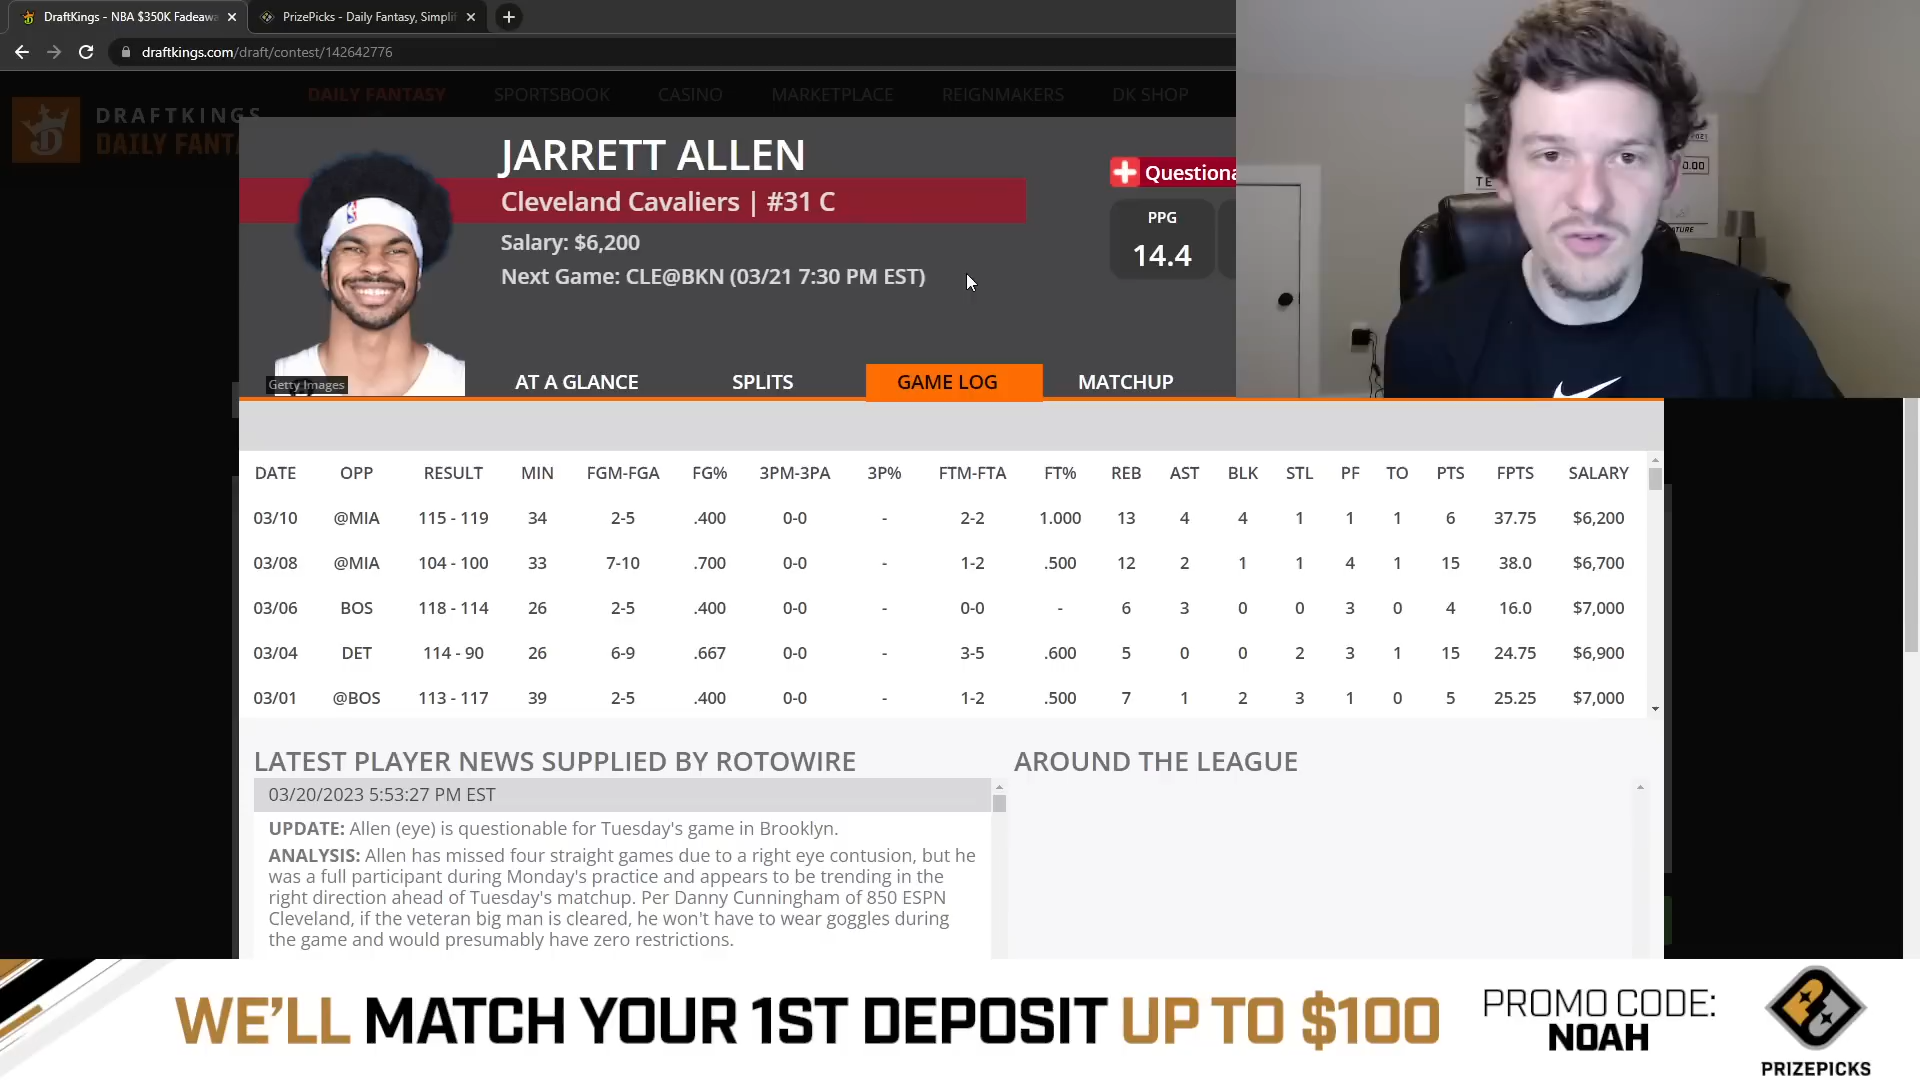 DraftKings - NBA $350K Fadeawa
PrizePicks - Daily Fantasy, Simplif
draftkings.com/draft/contest/142642776
DAILY FANTASY SPORTSBOOK CASINO MARKETPLACE REIGNMAKERS DK SHOP
DRAFTKINGS
DAILY FANTA
JARRETT ALLEN
Cleveland Cavaliers | #31 C
Salary: $6,200
Next Game: CLE@BKN (03/21 7:30 PM EST)
Questiona
PPG
14.4
Getty Images
AT A GLANCE SPLITS GAME LOG MATCHUP
DATE OPP RESULT MIN FGM-FGA FG% 3PM-3PA 3P% FTM-FTA FT% REB AST BLK STL PF TO PTS FPTS SALARY
03/10 @MIA 115 - 119 34 2-5 .400 0-0 - 2-2 1.000 13 4 4 1 1 1 6 37.75 $6,200
03/08 @MIA 104 - 100 33 7-10 .700 0-0 - 1-2 .500 12 2 1 1 4 1 15 38.0 $6,700
03/06 BOS 118 - 114 26 2-5 .400 0-0 - 0-0 - 6 3 0 0 3 0 4 16.0 $7,000
03/04 DET 114 - 90 26 6-9 .667 0-0 - 3-5 .600 5 0 0 2 3 1 15 24.75 $6,900
03/01 @BOS 113 - 117 39 2-5 .400 0-0 - 1-2 .500 7 1 2 3 1 0 5 25.25 $7,000
LATEST PLAYER NEWS SUPPLIED BY ROTOWIRE
03/20/2023 5:53:27 PM EST
UPDATE: Allen (eye) is questionable for Tuesday's game in Brooklyn.
ANALYSIS: Allen has missed four straight games due to a right eye contusion, but he
was a full participant during Monday's practice and appears to be trending in the
right direction ahead of Tuesday's matchup. Per Danny Cunningham of 850 ESPN
Cleveland, if the veteran big man is cleared, he won't have to wear goggles during
the game and would presumably have zero restrictions.
AROUND THE LEAGUE
WE'LL MATCH YOUR 1ST DEPOSIT UP TO $100
PROMO CODE:
NOAH
PRIZEPICKS